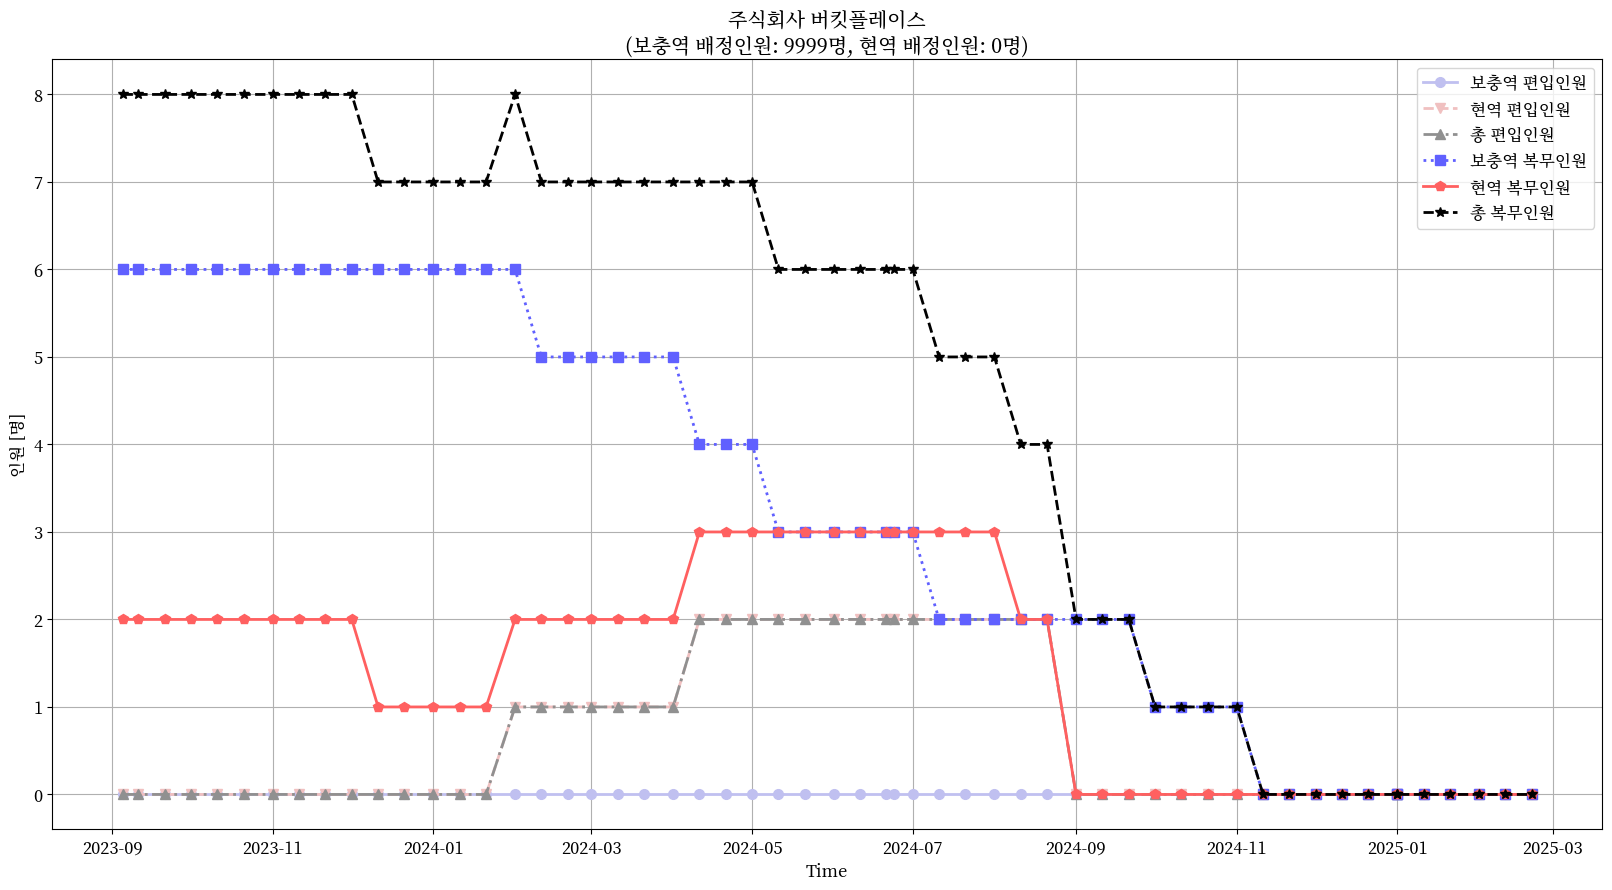 주식회사 버킷플레이스
(보충역 배정인원: 9999명, 현역 배정인원: 0명)
보충역 편입인원
현역 편입인원
총 편입인원
보충역 복무인원
현역 복무인원
총 복무인원
인원 [명]
8
7
6
5
4
3
2
1
0
2023-09
2023-11
2024-01
2024-03
2024-05
2024-07
2024-09
2024-11
2025-01
2025-03
Time